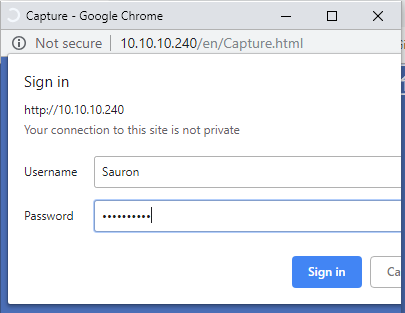 Capture - Google Chrome
Not secure | 10.10.10.240/en/Capture.html
Sign in
http://10.10.10.240
Your connection to this site is not private
Username Sauron
Password ••••••••••
Sign in Ca